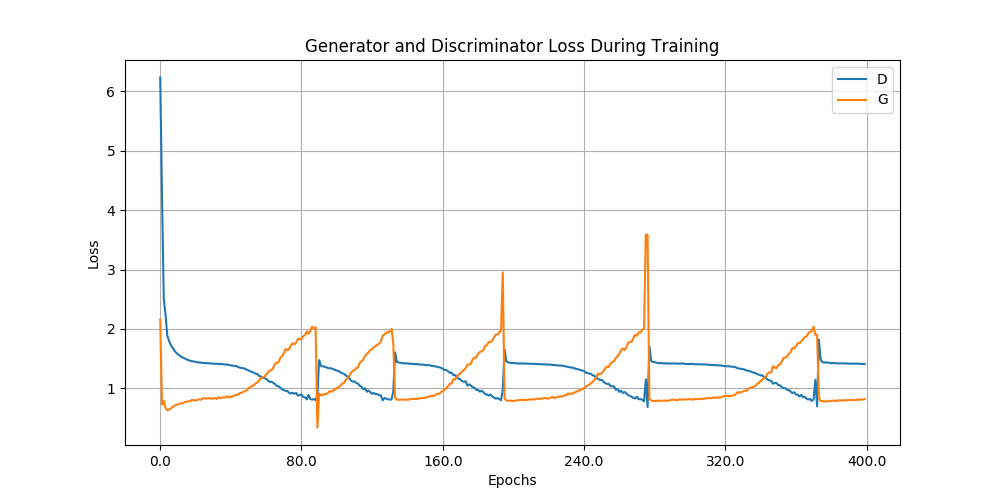 Generator and Discriminator Loss During Training
D
G
6
5
4
3
2
1
Loss
0.0 80.0 160.0 240.0 320.0 400.0
Epochs